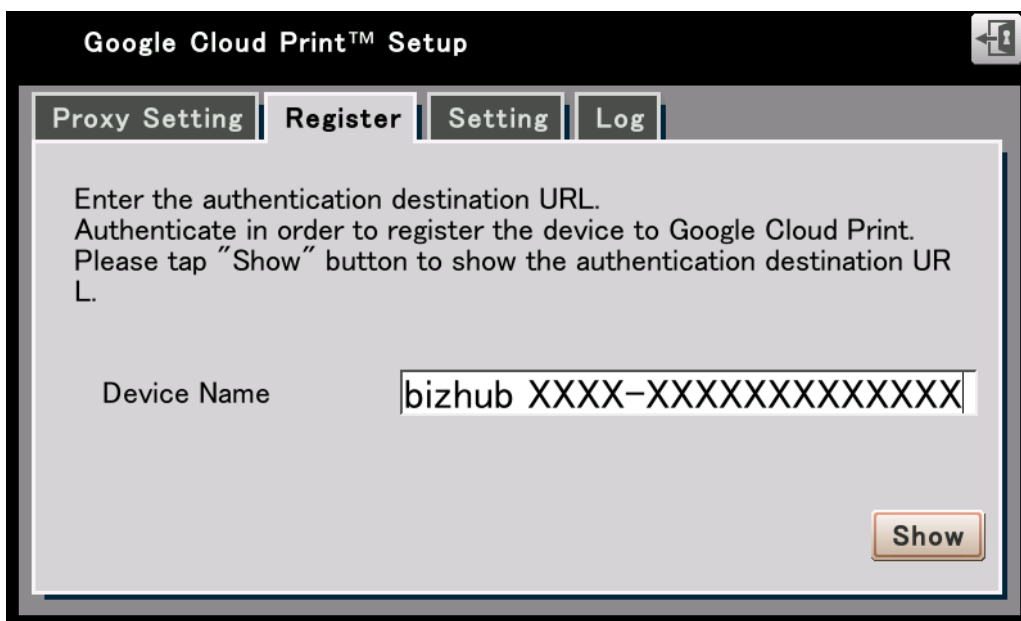 Google Cloud Print™ Setup
Proxy Setting Register Setting Log
Enter the authentication destination URL.
Authenticate in order to register the device to Google Cloud Print.
Please tap ″Show″ button to show the authentication destination UR
L.
Device Name bizhub XXXX-XXXXXXXXXXXXX
Show